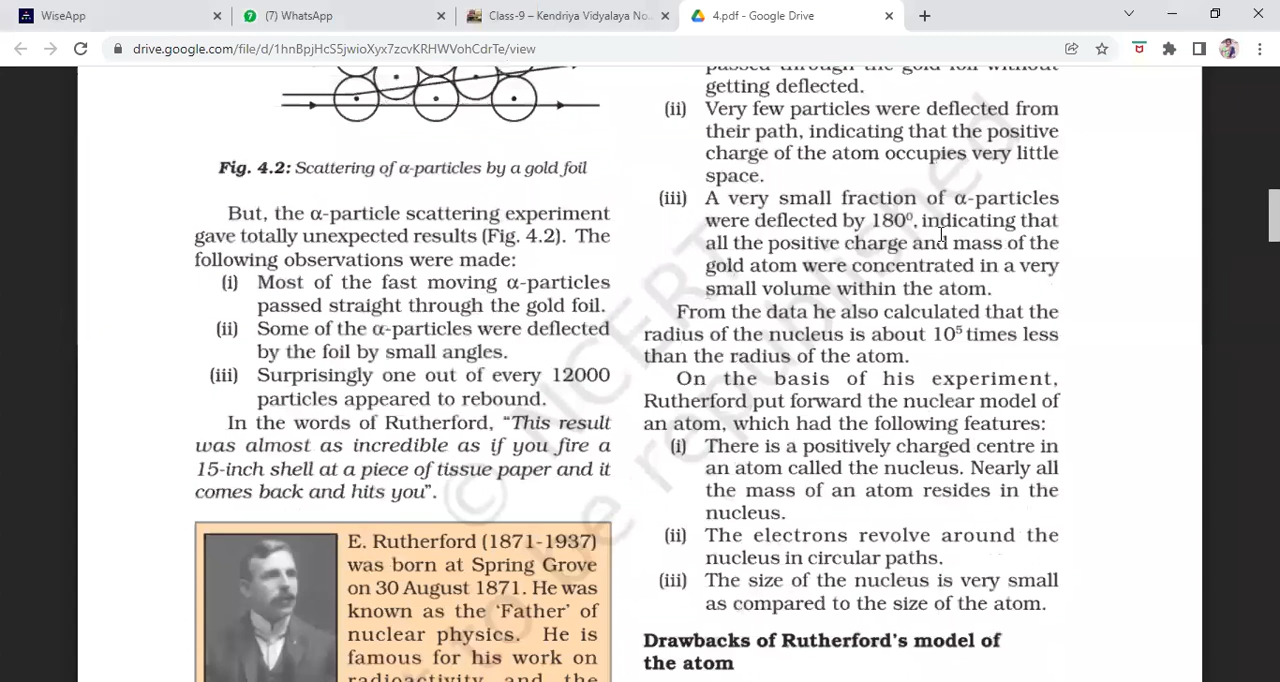 WiseApp
(7) WhatsApp
Class-9 – Kendriya Vidyalaya No
4.pdf - Google Drive
drive.google.com/file/d/1hnBpjHcS5jwioXyx7zcvKRHWVohCdrTe/view
Fig. 4.2: Scattering of α-particles by a gold foil
But, the α-particle scattering experiment
gave totally unexpected results (Fig. 4.2). The
following observations were made:
(i) Most of the fast moving α-particles
passed straight through the gold foil.
(ii) Some of the α-particles were deflected
by the foil by small angles.
(iii) Surprisingly one out of every 12000
particles appeared to rebound.
In the words of Rutherford, “This result
was almost as incredible as if you fire a
15-inch shell at a piece of tissue paper and it
comes back and hits you”.
E. Rutherford (1871-1937)
was born at Spring Grove
on 30 August 1871. He was
known as the ‘Father’ of
nuclear physics. He is
famous for his work on
radioactivity and the
passed through the gold foil without
getting deflected.
(ii) Very few particles were deflected from
their path, indicating that the positive
charge of the atom occupies very little
space.
(iii) A very small fraction of α-particles
were deflected by 180⁰, indicating that
all the positive charge and mass of the
gold atom were concentrated in a very
small volume within the atom.
From the data he also calculated that the
radius of the nucleus is about 10⁵ times less
than the radius of the atom.
On the basis of his experiment,
Rutherford put forward the nuclear model of
an atom, which had the following features:
(i) There is a positively charged centre in
an atom called the nucleus. Nearly all
the mass of an atom resides in the
nucleus.
(ii) The electrons revolve around the
nucleus in circular paths.
(iii) The size of the nucleus is very small
as compared to the size of the atom.
Drawbacks of Rutherford’s model of
the atom
© NCERT
to be republished